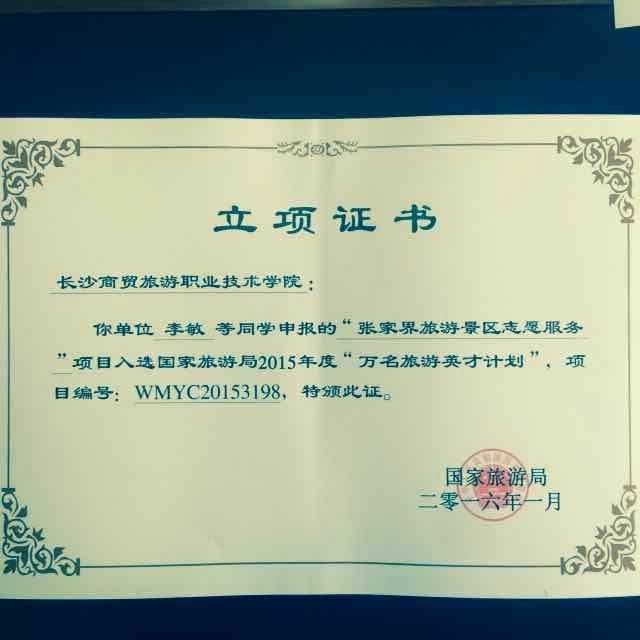 立项证书
长沙商贸旅游职业技术学院：
你单位 李敏 等同学申报的“张家界旅游景区志愿服务
”项目入选国家旅游局2015年度“万名旅游英才计划”，项
目编号：WMYC20153198，特颁此证。
国家旅游局
二零一六年一月